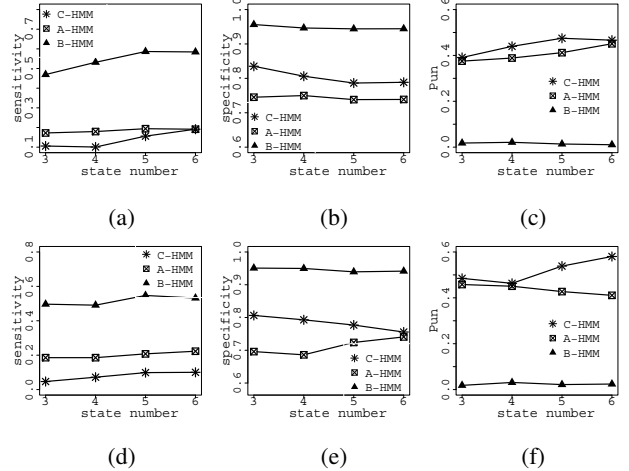 sensitivity
0.1 0.3 0.5 7
C-HMM
A-HMM
B-HMM
3 4 5 6
state number
(a)
specificity
0.6 0.7 0.8 0.9 1.0
C-HMM
A-HMM
B-HMM
3 4 5 6
state number
(b)
Pun
0.0 0.2 0.4 0.6
C-HMM
A-HMM
B-HMM
3 4 5 6
state number
(c)
sensitivity
0.0 0.2 0.4 0.6 0.8
C-HMM
A-HMM
B-HMM
3 4 5 6
state number
(d)
specificity
0.6 0.7 0.8 0.9 1.0
C-HMM
A-HMM
B-HMM
3 4 5 6
state number
(e)
Pun
0.0 0.2 0.4 0.6
C-HMM
A-HMM
B-HMM
3 4 5 6
state number
(f)